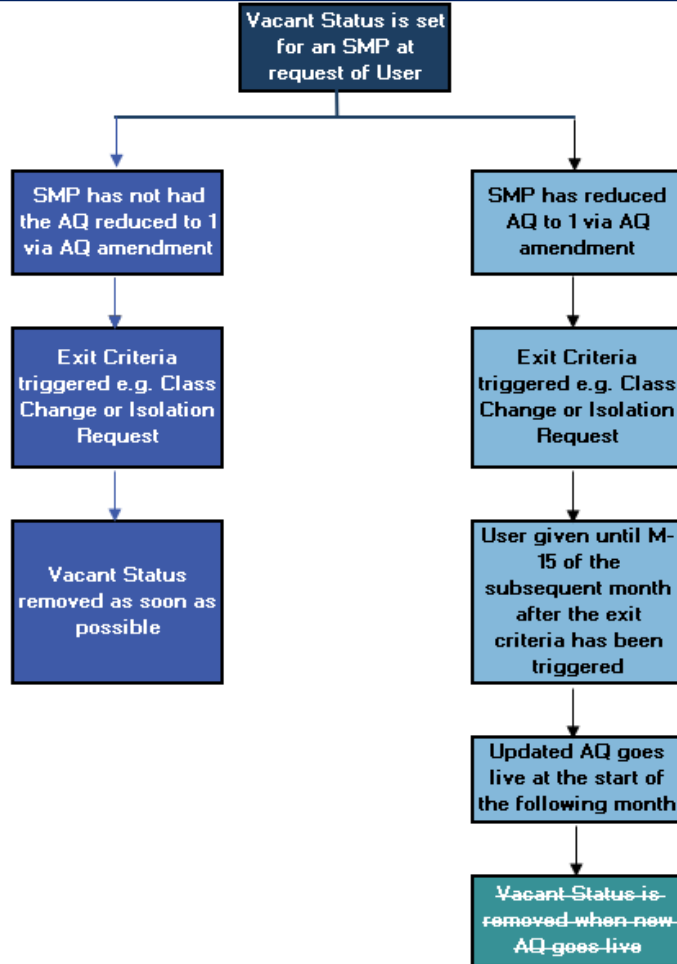 Vacant Status is set
for an SMP at
request of User
SMP has not had
the AQ reduced to 1
via AQ amendment
SMP has reduced
AQ to 1 via AQ
amendment
Exit Criteria
triggered e.g. Class
Change or Isolation
Request
Exit Criteria
triggered e.g. Class
Change or Isolation
Request
Vacant Status
removed as soon as
possible
User given until M-
15 of the
subsequent month
after the exit
criteria has been
triggered
Updated AQ goes
live at the start of
the following month
Vacant Status is
removed when new
AQ goes live